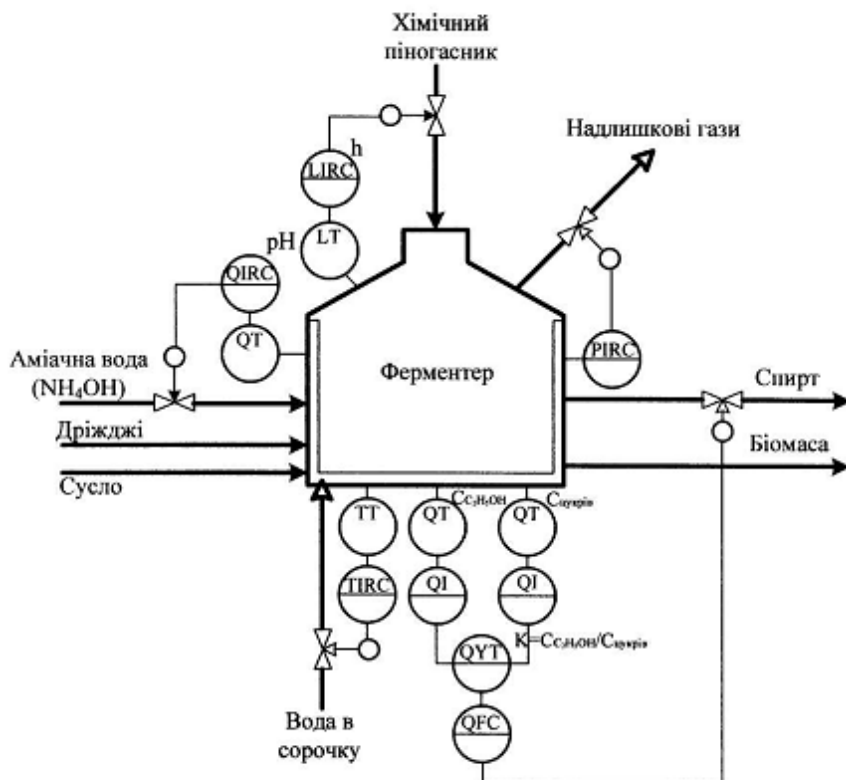 Хімічний
піногасник
Надлишкові гази
h
LIRC
pH
LT
QIRC
QT
PIRC
Аміачна вода
(NH₄OH)
Ферментер
Спирт
Дріжджі
Біомаса
Сусло
TT
QT
Cc₂H₅OH
QT
Cцукрів
TIRC
QI
QI
K=Cc₂H₅OH/Cцукрів
QYT
QFC
Вода в
сорочку